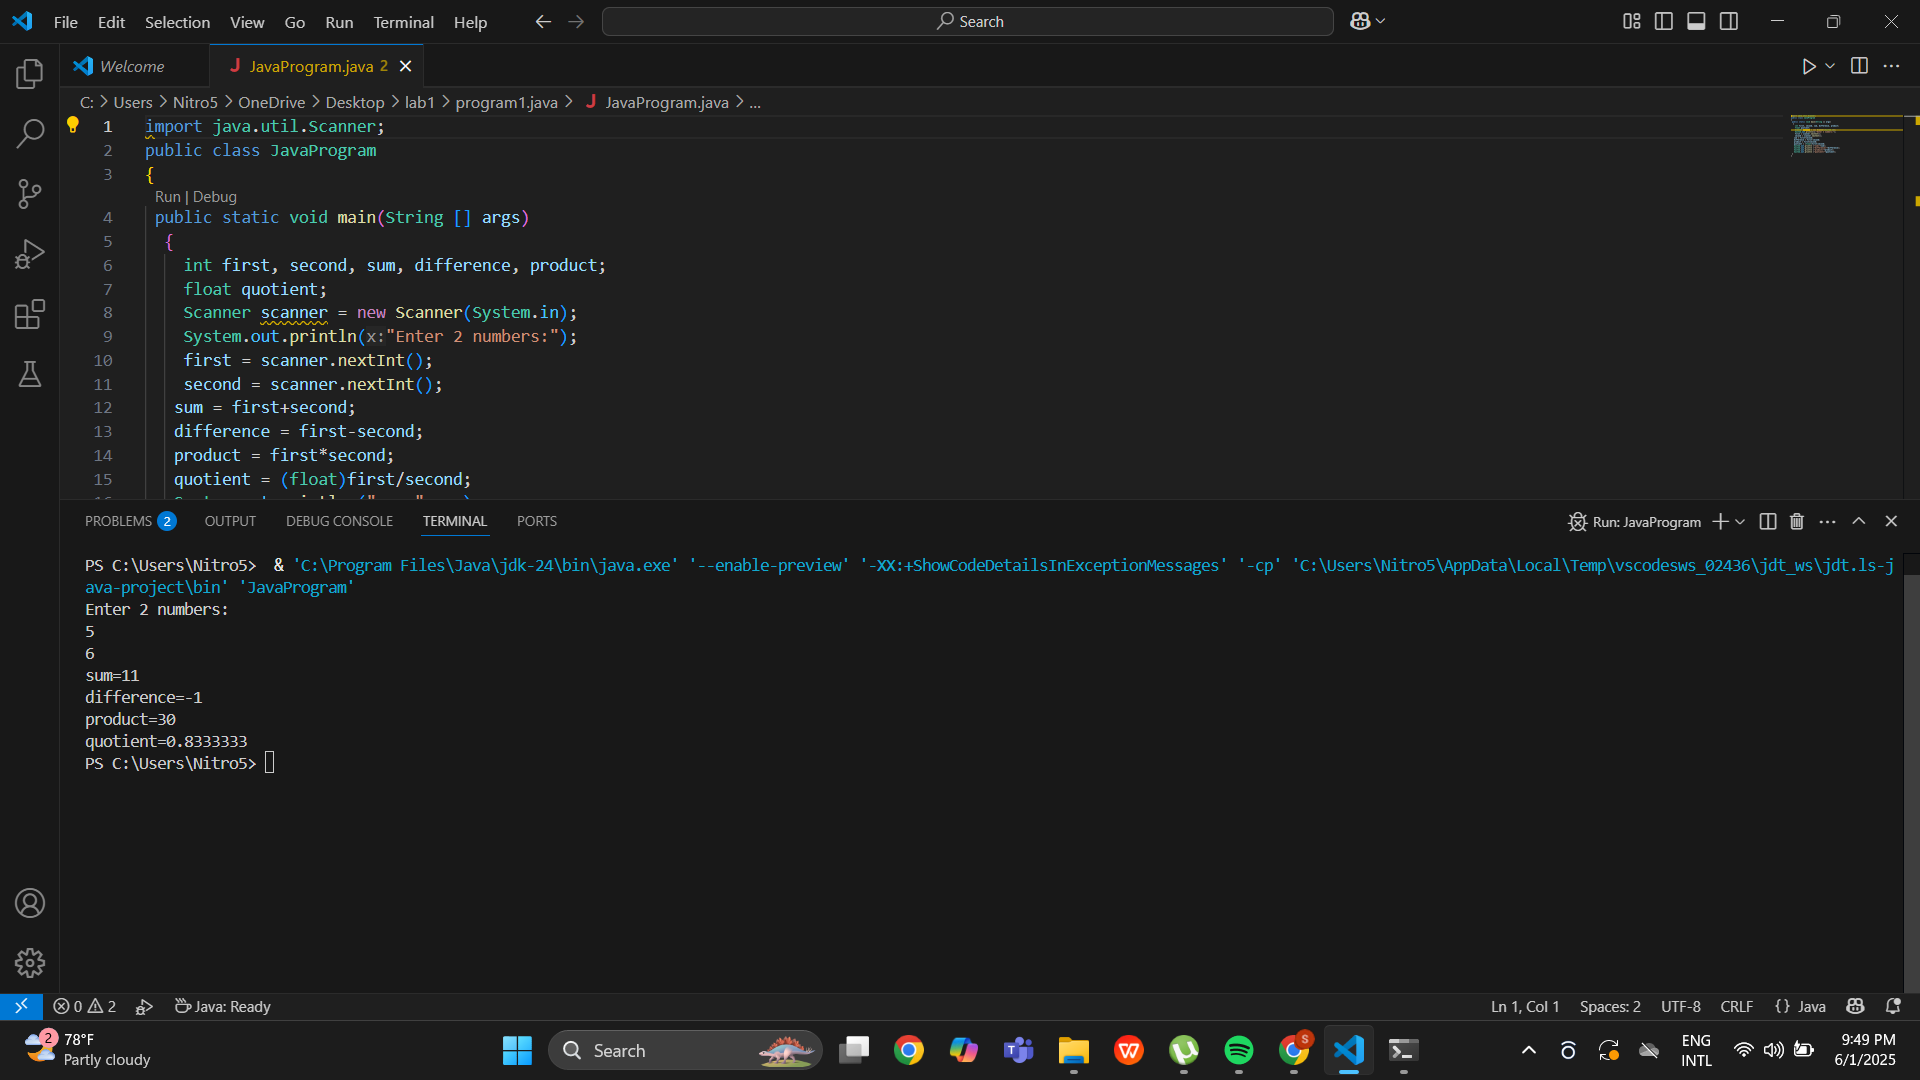 File Edit Selection View Go Run Terminal Help Search
Welcome JavaProgram.java 2
C: > Users > Nitro5 > OneDrive > Desktop > lab1 > program1.java > J JavaProgram.java > ...
1 import java.util.Scanner;
2 public class JavaProgram
3 {
Run | Debug
4 public static void main(String [] args)
5 {
6 int first, second, sum, difference, product;
7 float quotient;
8 Scanner scanner = new Scanner(System.in);
9 System.out.println(x:"Enter 2 numbers:");
10 first = scanner.nextInt();
11 second = scanner.nextInt();
12 sum = first+second;
13 difference = first-second;
14 product = first*second;
15 quotient = (float)first/second;
PROBLEMS 2 OUTPUT DEBUG CONSOLE TERMINAL PORTS Run: JavaProgram
PS C:\Users\Nitro5>  & 'C:\Program Files\Java\jdk-24\bin\java.exe' '--enable-preview' '-XX:+ShowCodeDetailsInExceptionMessages' '-cp' 'C:\Users\Nitro5\AppData\Local\Temp\vscodesws_02436\jdt_ws\jdt.ls-j
ava-project\bin' 'JavaProgram'
Enter 2 numbers:
5
6
sum=11
difference=-1
product=30
quotient=0.8333333
PS C:\Users\Nitro5>
0 2 Java: Ready Ln 1, Col 1 Spaces: 2 UTF-8 CRLF {} Java
2 78°F
Partly cloudy
Search
S
ENG
INTL
9:49 PM
6/1/2025